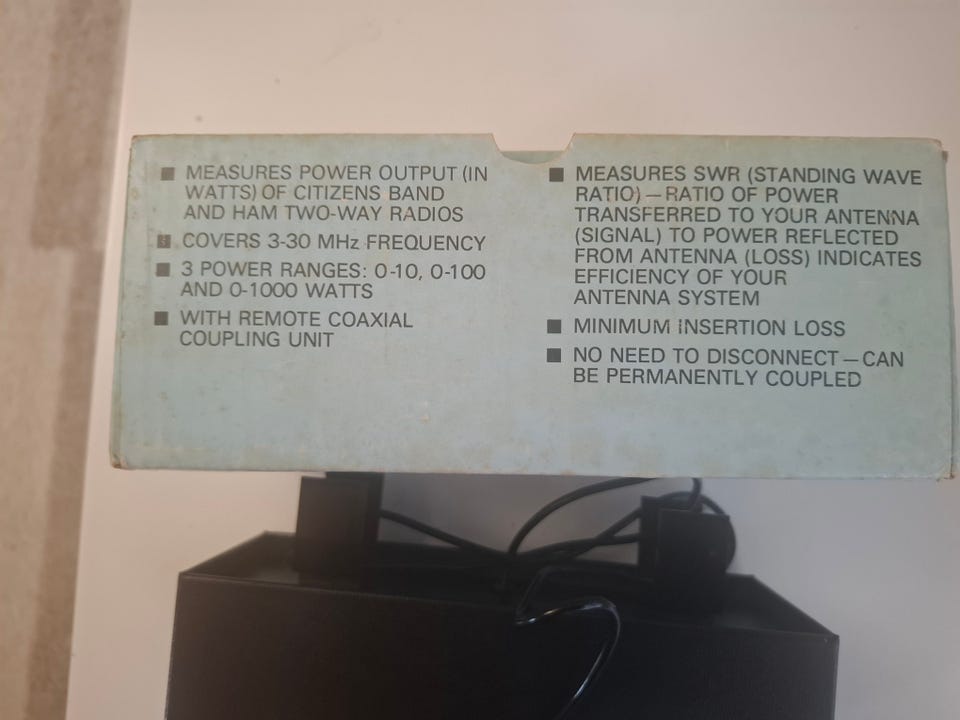 ■ MEASURES POWER OUTPUT (IN
WATTS) OF CITIZENS BAND
AND HAM TWO-WAY RADIOS
■ COVERS 3-30 MHz FREQUENCY
■ 3 POWER RANGES: 0-10, 0-100
AND 0-1000 WATTS
■ WITH REMOTE COAXIAL
COUPLING UNIT
■ MEASURES SWR (STANDING WAVE
RATIO) — RATIO OF POWER
TRANSFERRED TO YOUR ANTENNA
(SIGNAL) TO POWER REFLECTED
FROM ANTENNA (LOSS) INDICATES
EFFICIENCY OF YOUR
ANTENNA SYSTEM
■ MINIMUM INSERTION LOSS
■ NO NEED TO DISCONNECT — CAN
BE PERMANENTLY COUPLED